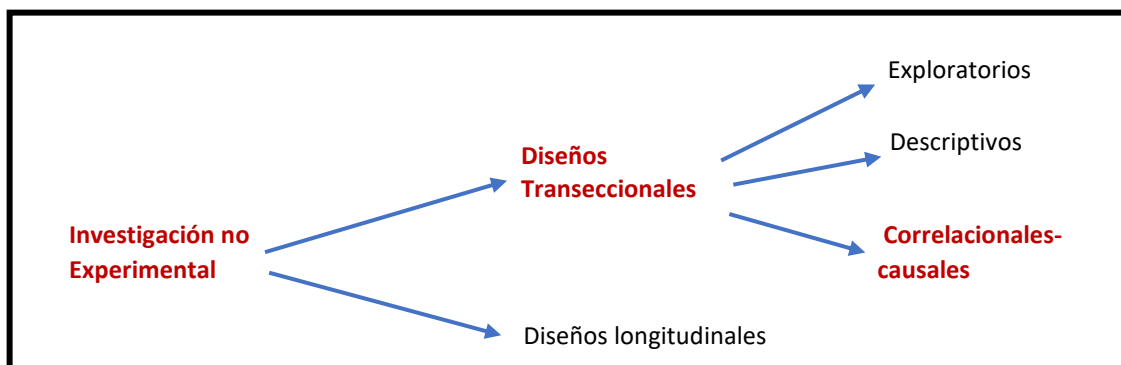 Exploratorios
Descriptivos
Diseños
Transeccionales
Investigación no
Experimental
Correlacionales-
causales
Diseños longitudinales